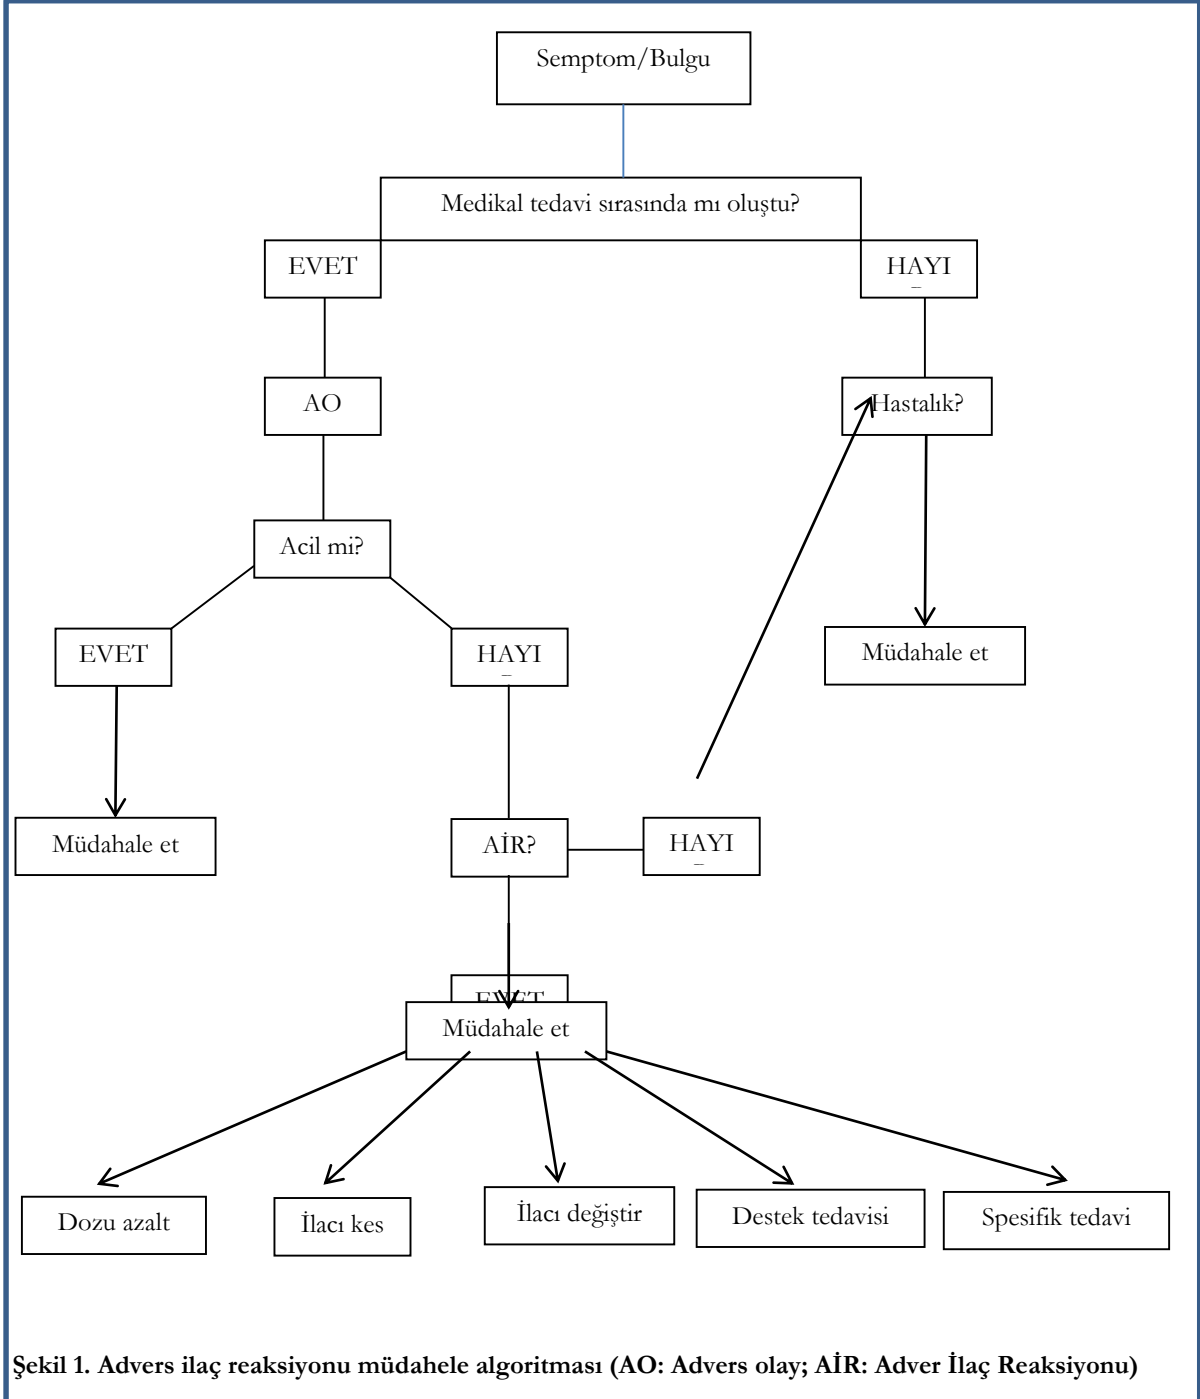 Semptom/Bulgu
Medikal tedavi sırasında mı oluştu?
EVET
HAYI
AO
Hastalık?
Acil mi?
EVET
HAYI
Müdahale et
Müdahale et
AİR?
HAYI
EVET
Müdahale et
Dozu azalt
İlacı kes
İlacı değiştir
Destek tedavisi
Spesifik tedavi
Şekil 1. Advers ilaç reaksiyonu müdahele algoritması (AO: Advers olay; AİR: Adver İlaç Reaksiyonu)